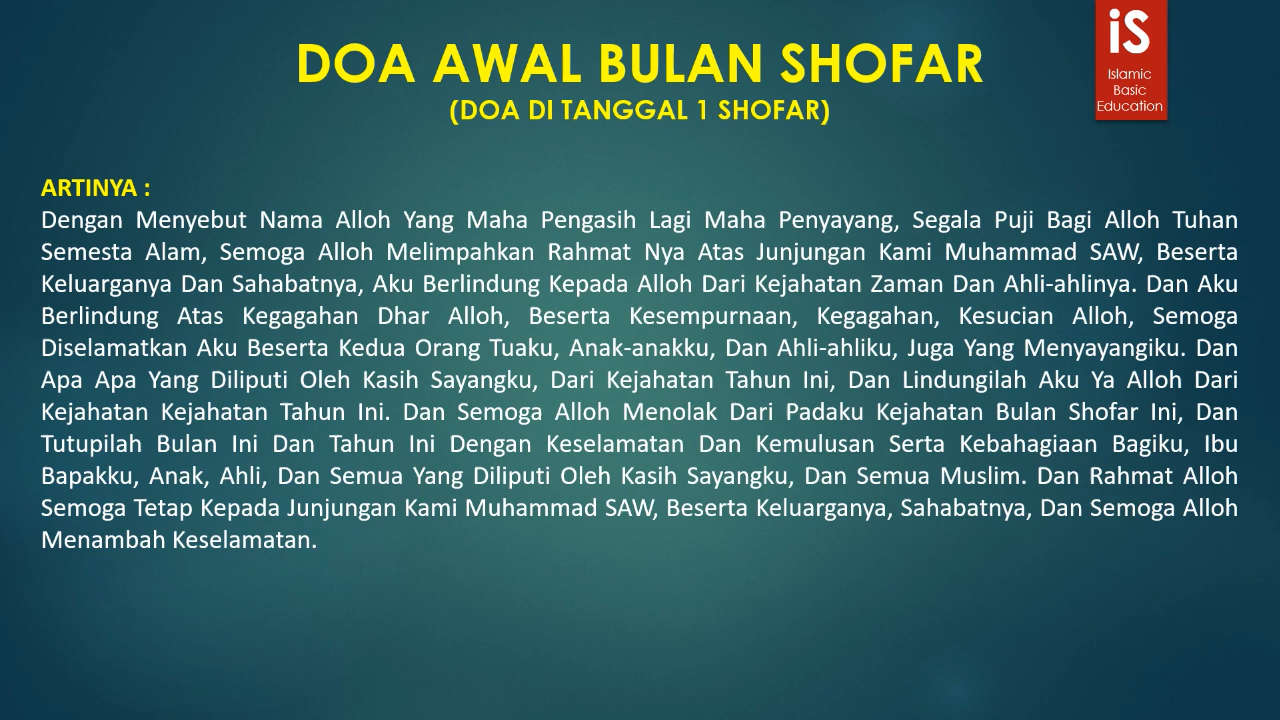 DOA AWAL BULAN SHOFAR
(DOA DI TANGGAL 1 SHOFAR)
iS
Islamic
Basic
Education
ARTINYA :
Dengan Menyebut Nama Alloh Yang Maha Pengasih Lagi Maha Penyayang, Segala Puji Bagi Alloh Tuhan
Semesta Alam, Semoga Alloh Melimpahkan Rahmat Nya Atas Junjungan Kami Muhammad SAW, Beserta
Keluarganya Dan Sahabatnya, Aku Berlindung Kepada Alloh Dari Kejahatan Zaman Dan Ahli-ahlinya. Dan Aku
Berlindung Atas Kegagahan Dhar Alloh, Beserta Kesempurnaan, Kegagahan, Kesucian Alloh, Semoga
Diselamatkan Aku Beserta Kedua Orang Tuaku, Anak-anakku, Dan Ahli-ahliku, Juga Yang Menyayangiku. Dan
Apa Apa Yang Diliputi Oleh Kasih Sayangku, Dari Kejahatan Tahun Ini, Dan Lindungilah Aku Ya Alloh Dari
Kejahatan Kejahatan Tahun Ini. Dan Semoga Alloh Menolak Dari Padaku Kejahatan Bulan Shofar Ini, Dan
Tutupilah Bulan Ini Dan Tahun Ini Dengan Keselamatan Dan Kemulusan Serta Kebahagiaan Bagiku, Ibu
Bapakku, Anak, Ahli, Dan Semua Yang Diliputi Oleh Kasih Sayangku, Dan Semua Muslim. Dan Rahmat Alloh
Semoga Tetap Kepada Junjungan Kami Muhammad SAW, Beserta Keluarganya, Sahabatnya, Dan Semoga Alloh
Menambah Keselamatan.